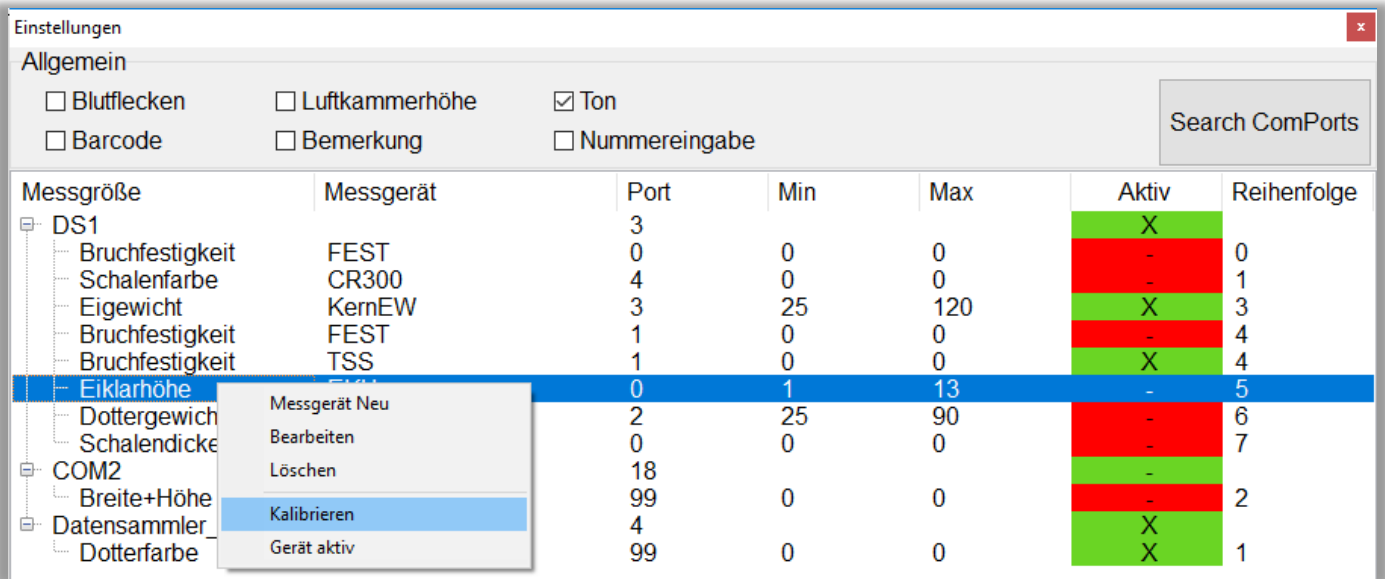 Einstellungen x
Allgemein
Blutflecken Luftkammerhöhe Ton
Search ComPorts
Barcode Bemerkung Nummereingabe
Messgröße Messgerät Port Min Max Aktiv Reihenfolge
DS1 3 X
Bruchfestigkeit FEST 0 0 0 - 0
Schalenfarbe CR300 4 0 0 - 1
Eigewicht KernEW 3 25 120 X 3
Bruchfestigkeit FEST 1 0 0 - 4
Bruchfestigkeit TSS 1 0 0 X 4
Eiklarhöhe 0 1 13 - 5
Dottergewich 2 25 90 - 6
Schalendicke 0 0 0 - 7
COM2 18 -
Breite+Höhe 99 0 0 - 2
Datensammler_ 4 X
Dotterfarbe 99 0 0 X 1
Messgerät Neu
Bearbeiten
Löschen
Kalibrieren
Gerät aktiv